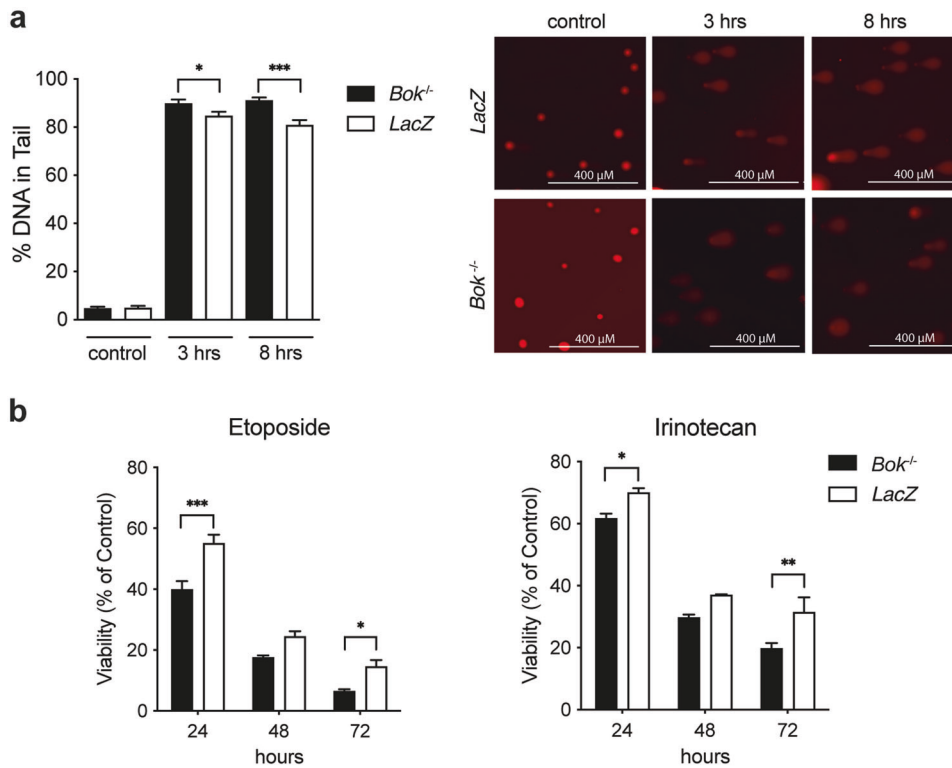 a
% DNA in Tail
100
80
60
40
20
0
control
3 hrs
8 hrs
*
***
Bok-/-
LacZ
control
3 hrs
8 hrs
LacZ
400 µM
400 µM
400 µM
Bok-/-
400 µM
400 µM
400 µM
b
Etoposide
Viability (% of Control)
80
60
40
20
0
***
*
24
48
72
hours
Irinotecan
Viability (% of Control)
80
60
40
20
0
*
**
24
48
72
hours
Bok-/-
LacZ